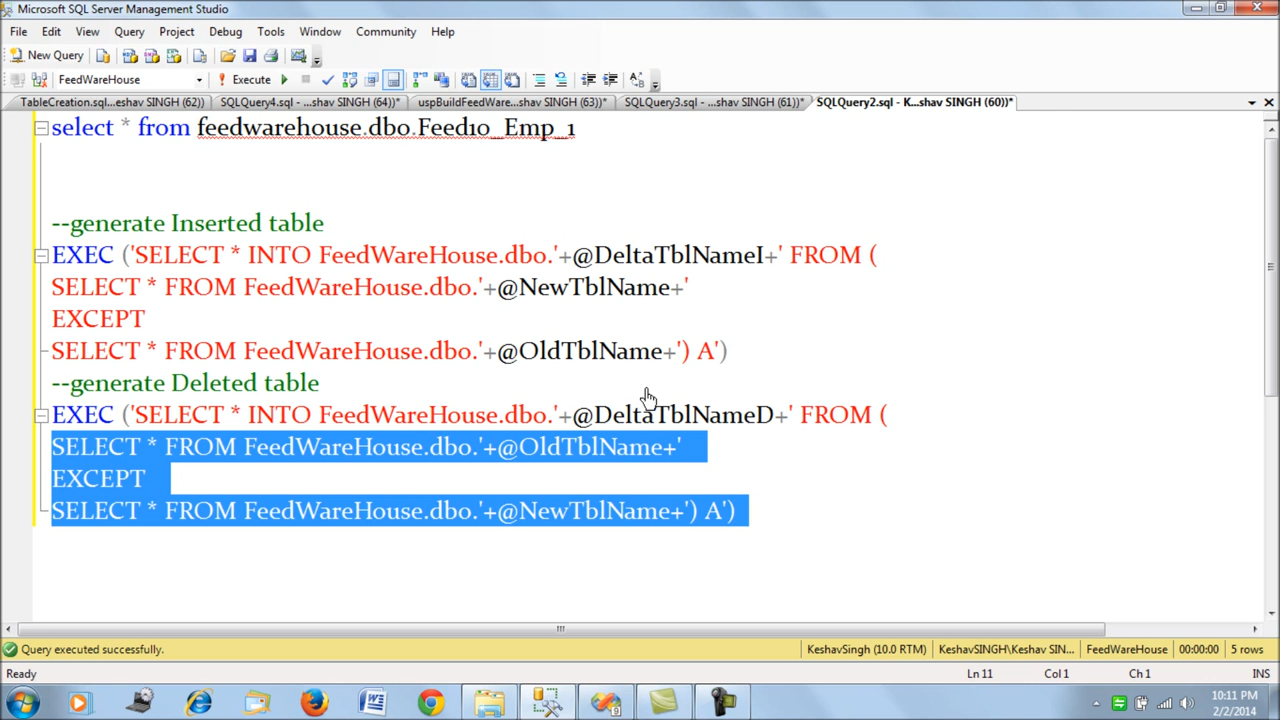 Microsoft SQL Server Management Studio
File Edit View Query Project Debug Tools Window Community Help
New Query
FeedWareHouse Execute
TableCreation.sql...eshav SINGH (62)) SQLQuery4.sql - ...shav SINGH (64))* uspBuildFeedWare...shav SINGH (63))* SQLQuery3.sql - ...shav SINGH (61))* SQLQuery2.sql - K...shav SINGH (60))*
select * from feedwarehouse.dbo.Feed10_Emp_1
--generate Inserted table
EXEC ('SELECT * INTO FeedWareHouse.dbo.'+@DeltaTblNameI+' FROM (
SELECT * FROM FeedWareHouse.dbo.'+@NewTblName+'
EXCEPT
SELECT * FROM FeedWareHouse.dbo.'+@OldTblName+') A')
--generate Deleted table
EXEC ('SELECT * INTO FeedWareHouse.dbo.'+@DeltaTblNameD+' FROM (
SELECT * FROM FeedWareHouse.dbo.'+@OldTblName+'
EXCEPT
SELECT * FROM FeedWareHouse.dbo.'+@NewTblName+') A')
Query executed successfully. KeshavSingh (10.0 RTM) KeshavSINGH\Keshav SIN... FeedWareHouse 00:00:00 5 rows
Ready Ln 11 Col 1 Ch 1 INS
10:11 PM
2/2/2014